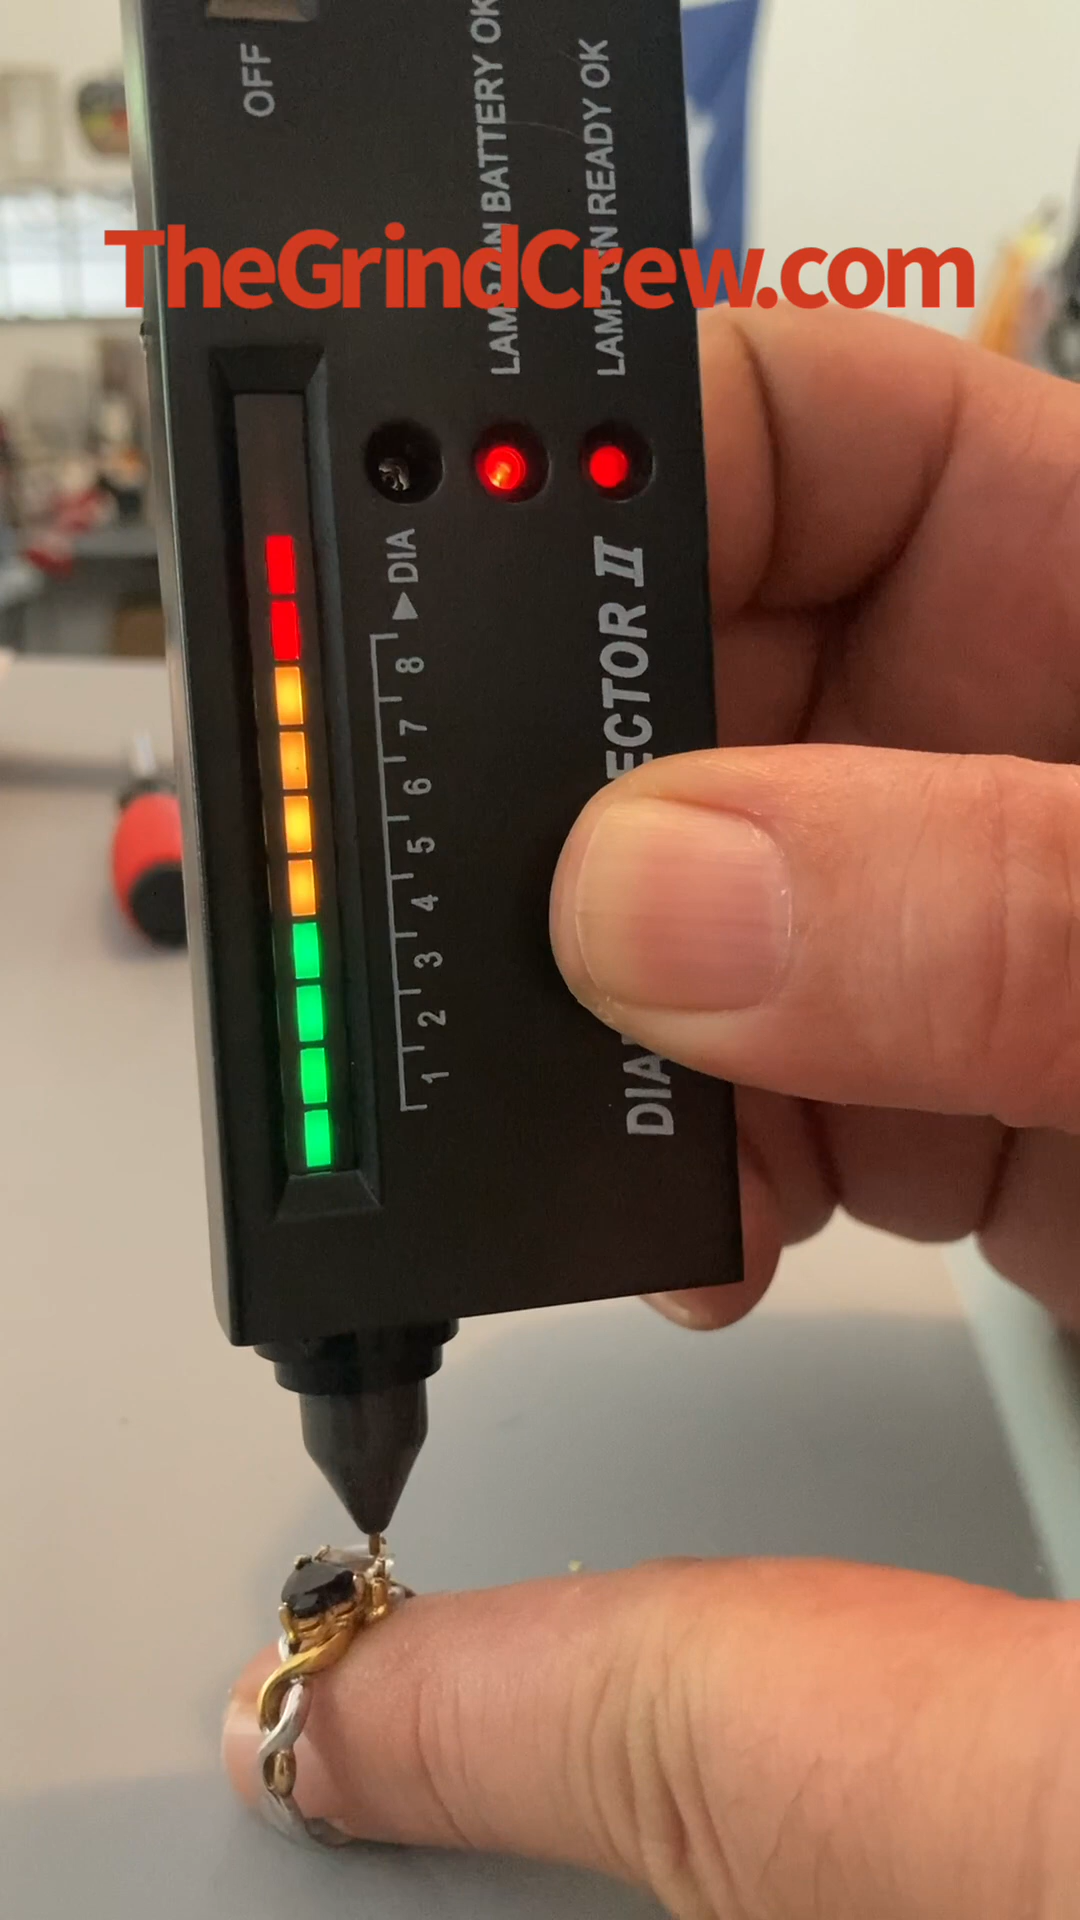 OFF
LAMP ON BATTERY OK
LAMP ON READY OK
TheGrindCrew.com
▶DIA
1 2 3 4 5 6 7 8
DIA ECTOR II